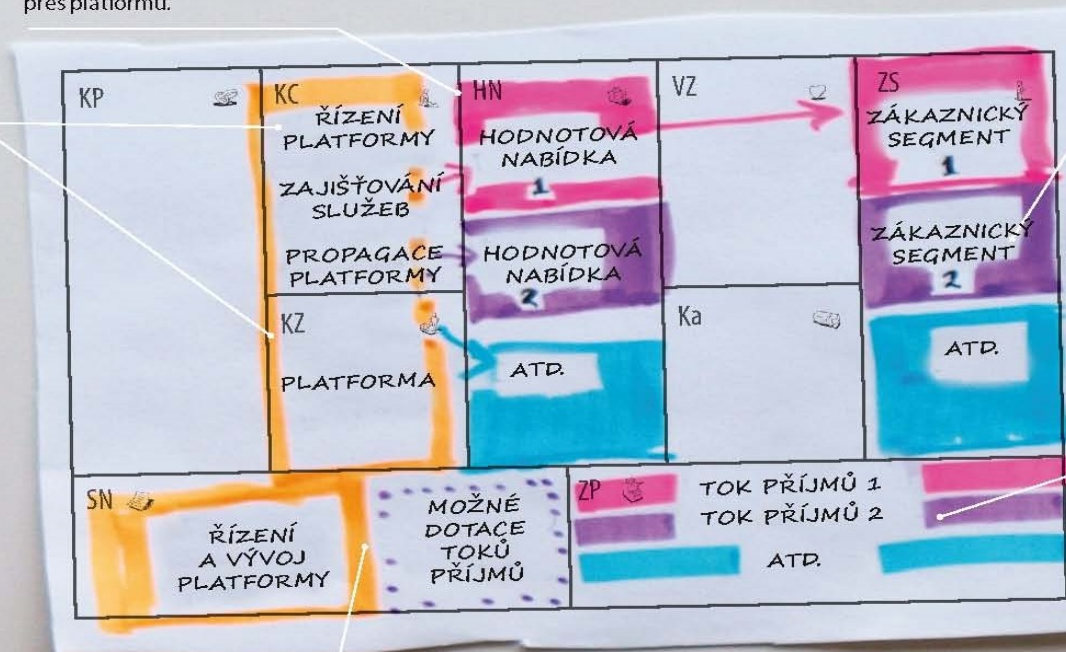 přes platformu.
KP
KC
ŘÍZENÍ
PLATFORMY
ZAJIŠŤOVÁNÍ
SLUŽEB
PROPAGACE
PLATFORMY
KZ
PLATFORMA
HN
HODNOTOVÁ
NABÍDKA
1
HODNOTOVÁ
NABÍDKA
2
ATD.
VZ
Ka
ZS
ZÁKAZNICKÝ
SEGMENT
1
ZÁKAZNICKÝ
SEGMENT
2
ATD.
SN
ŘÍZENÍ
A VÝVOJ
PLATFORMY
MOŽNÉ
DOTACE
TOKŮ
PŘÍJMŮ
ZP
TOK PŘÍJMŮ 1
TOK PŘÍJMŮ 2
ATD.